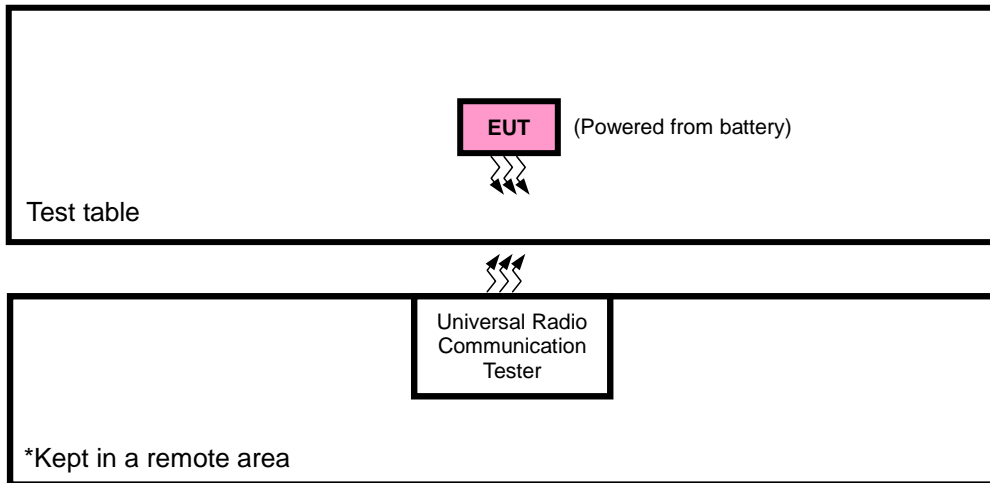 EUT
(Powered from battery)
Test table
Universal Radio
Communication
Tester
*Kept in a remote area